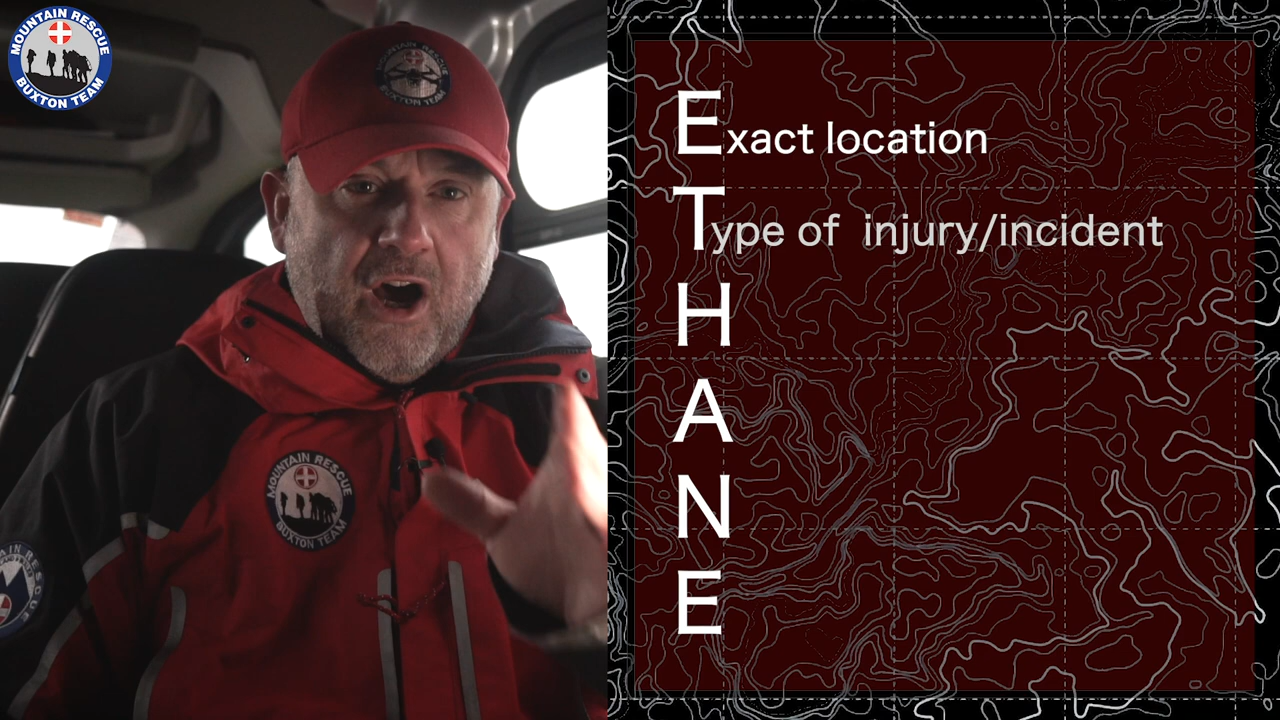 MOUNTAIN RESCUE
BUXTON TEAM
MOUNTAIN RESCUE
BUXTON TEAM
MOUNTAIN RESCUE
BUXTON TEAM
Exact location
Type of injury/incident
H
A
N
E